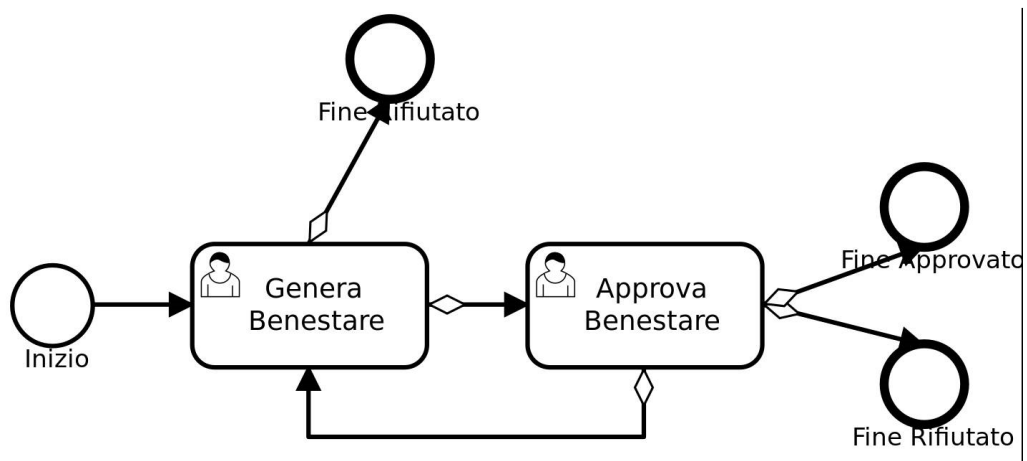 Fine Rifiutato
Genera
Benestare
Approva
Benestare
Inizio
Fine Approvato
Fine Rifiutato